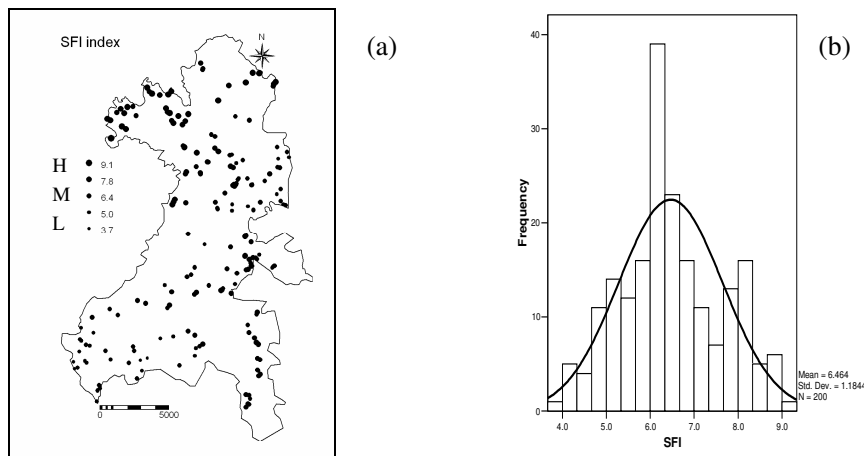 SFI index
N
(a)
H
M
L
9.1
7.8
6.4
5.0
3.7
0 5000
(b)
Frequency
40
30
20
10
0
4.0 5.0 6.0 7.0 8.0 9.0
SFI
Mean = 6.464
Std. Dev. = 1.1844
N = 200